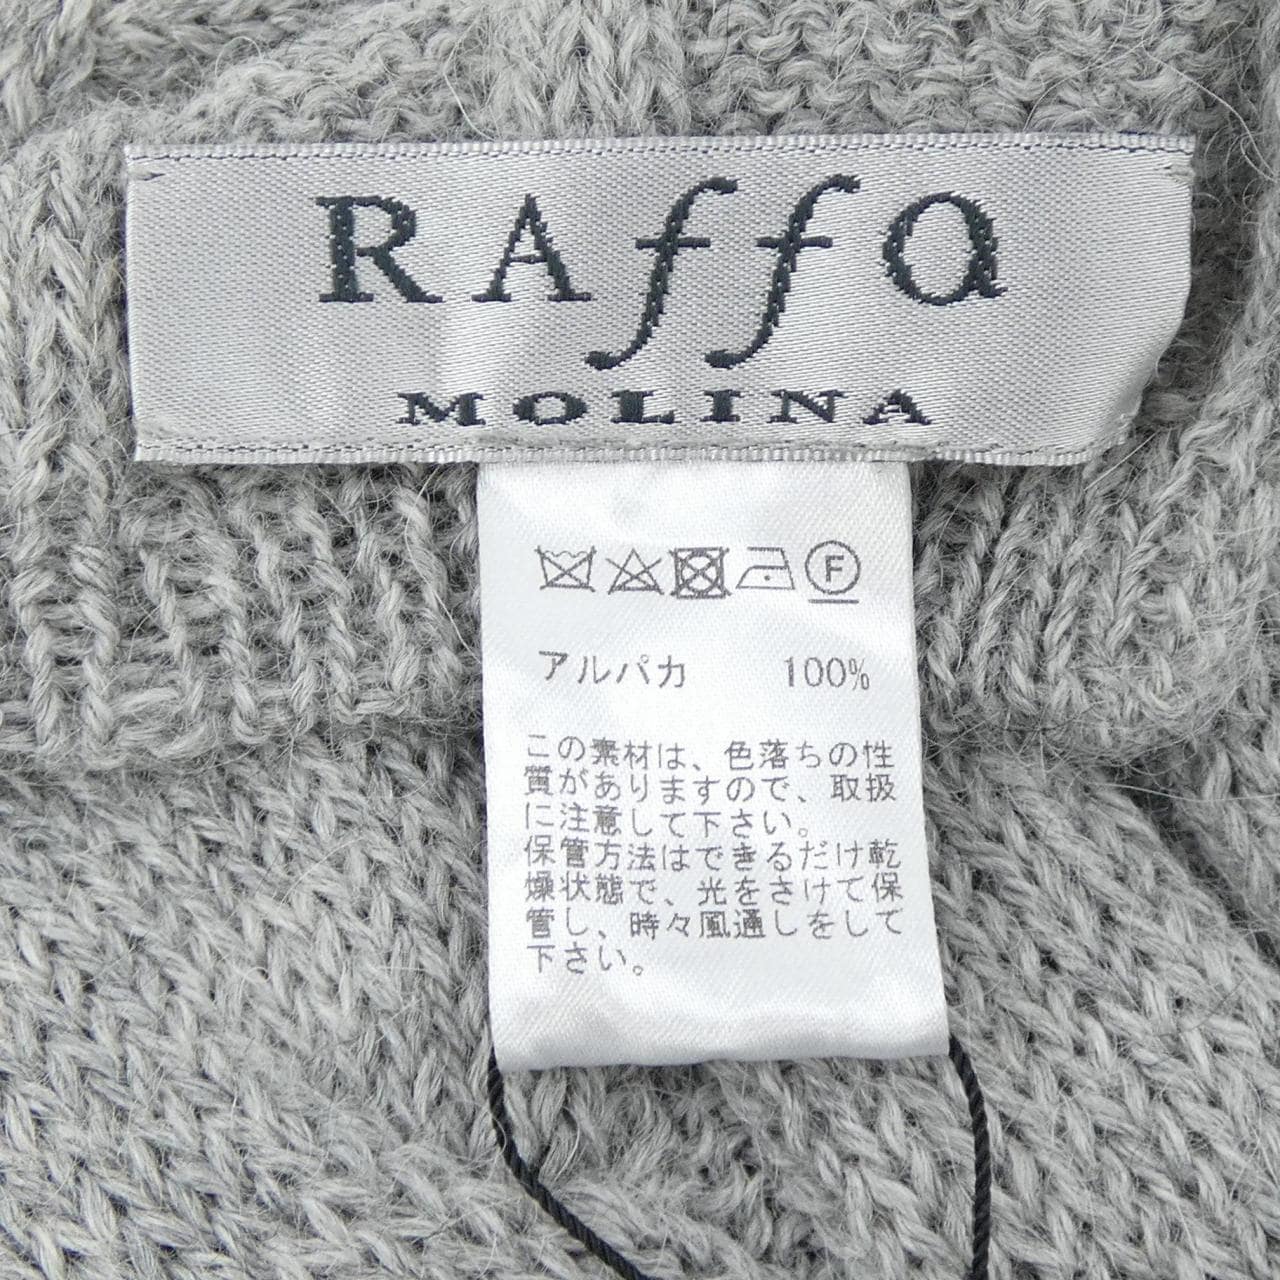 RAffa
MOLINA
F
アルパカ 100%
この素材は、色落ちの性
質がありますので、取扱
に注意して下さい。
保管方法はできるだけ乾
燥状態で、光をさけて保
管し、時々風通しをして
下さい。